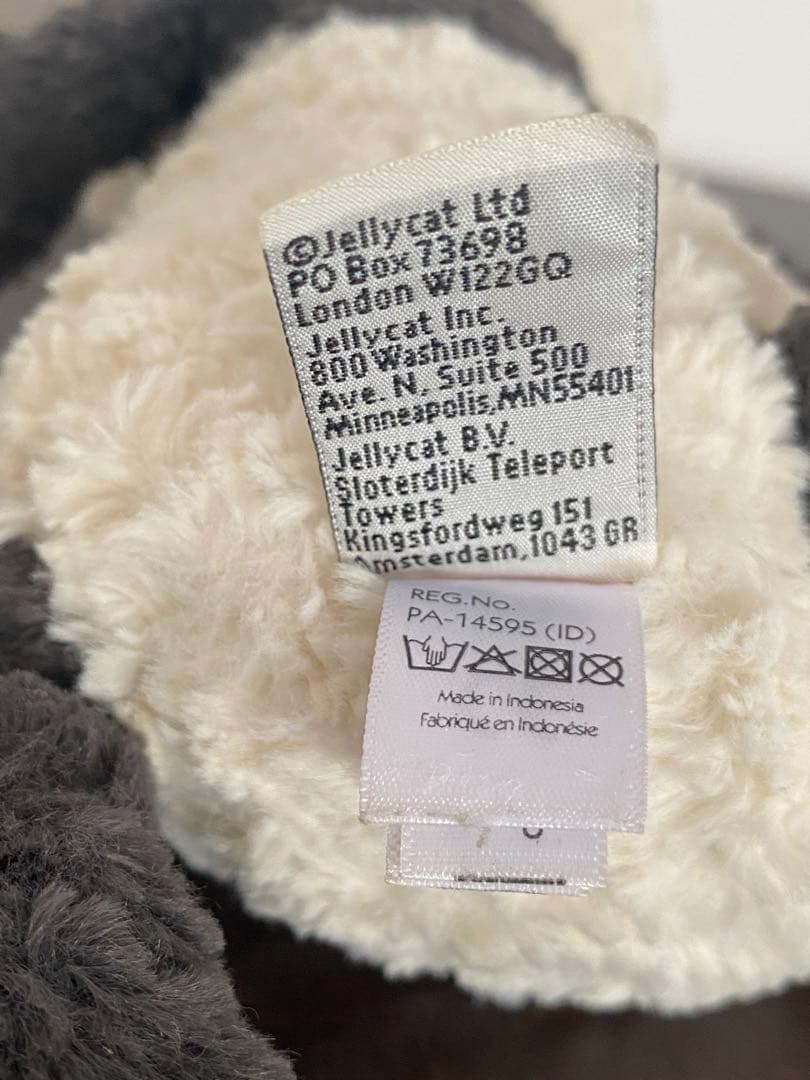 ©Jellycat Ltd
PO Box 73698
London W122GQ
Jellycat Inc.
800 Washington
Ave. N. Suite 500
Minneapolis,MN55401
Jellycat B.V.
Sloterdijk Teleport
Towers
Kingsfordweg 151
Amsterdam,1043 GR
REG.No.
PA-14595 (ID)
Made in Indonesia
Fabriqué en Indonésie